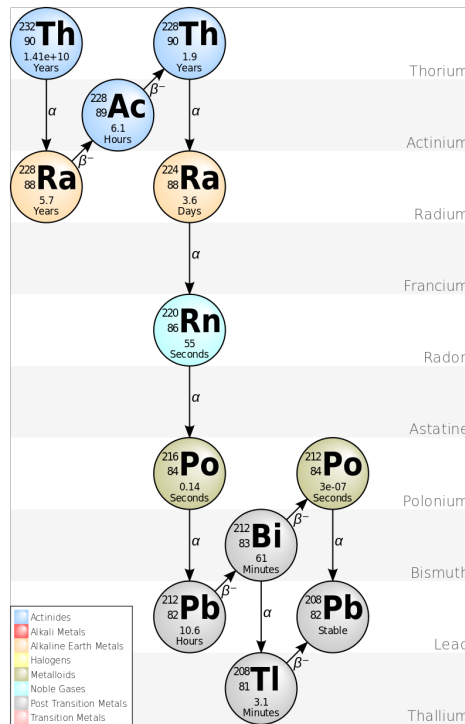 232
90 Th
1.41e+10
Years
228
90 Th
1.9
Years
Thorium
α
β−
228
89 Ac
6.1
Hours
α
Actinium
228
88 Ra
5.7
Years
β−
224
88 Ra
3.6
Days
Radium
α
Francium
220
86 Rn
55
Seconds
Rador
α
Astatine
216
84 Po
0.14
Seconds
212
84 Po
3e-07
Seconds
Polonium
α
212
83 Bi
61
Minutes
β−
α
Bismuth
212
82 Pb
10.6
Hours
β−
α
208
82 Pb
Stable
Lead
208
81 Tl
3.1
Minutes
β−
Thallium
Actinides
Alkali Metals
Alkaline Earth Metals
Halogens
Metalloids
Noble Gases
Post Transition Metals
Transition Metals